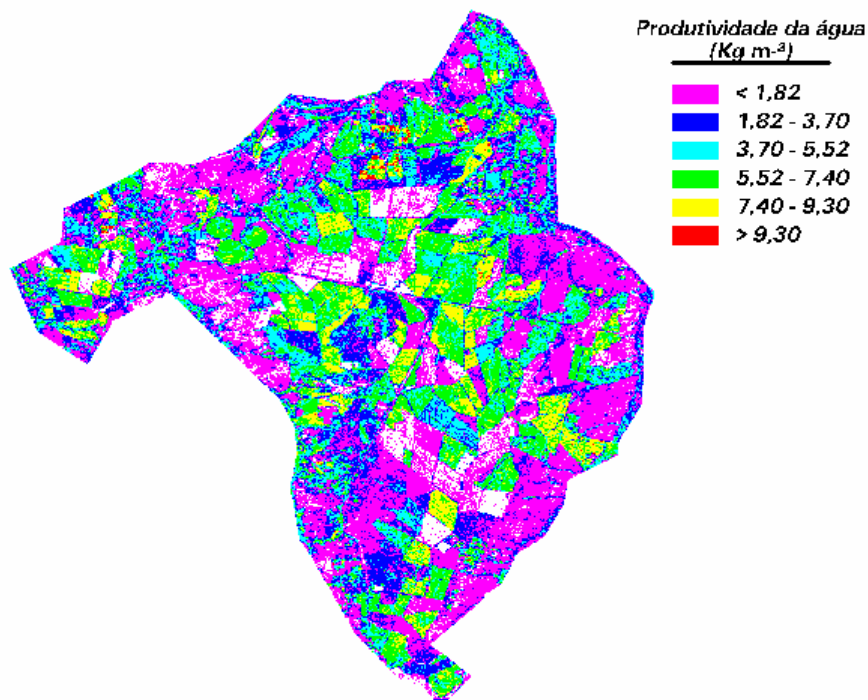 Produtividade da água
(Kg m-³)
< 1,82
1,82 - 3,70
3,70 - 5,52
5,52 - 7,40
7,40 - 9,30
> 9,30